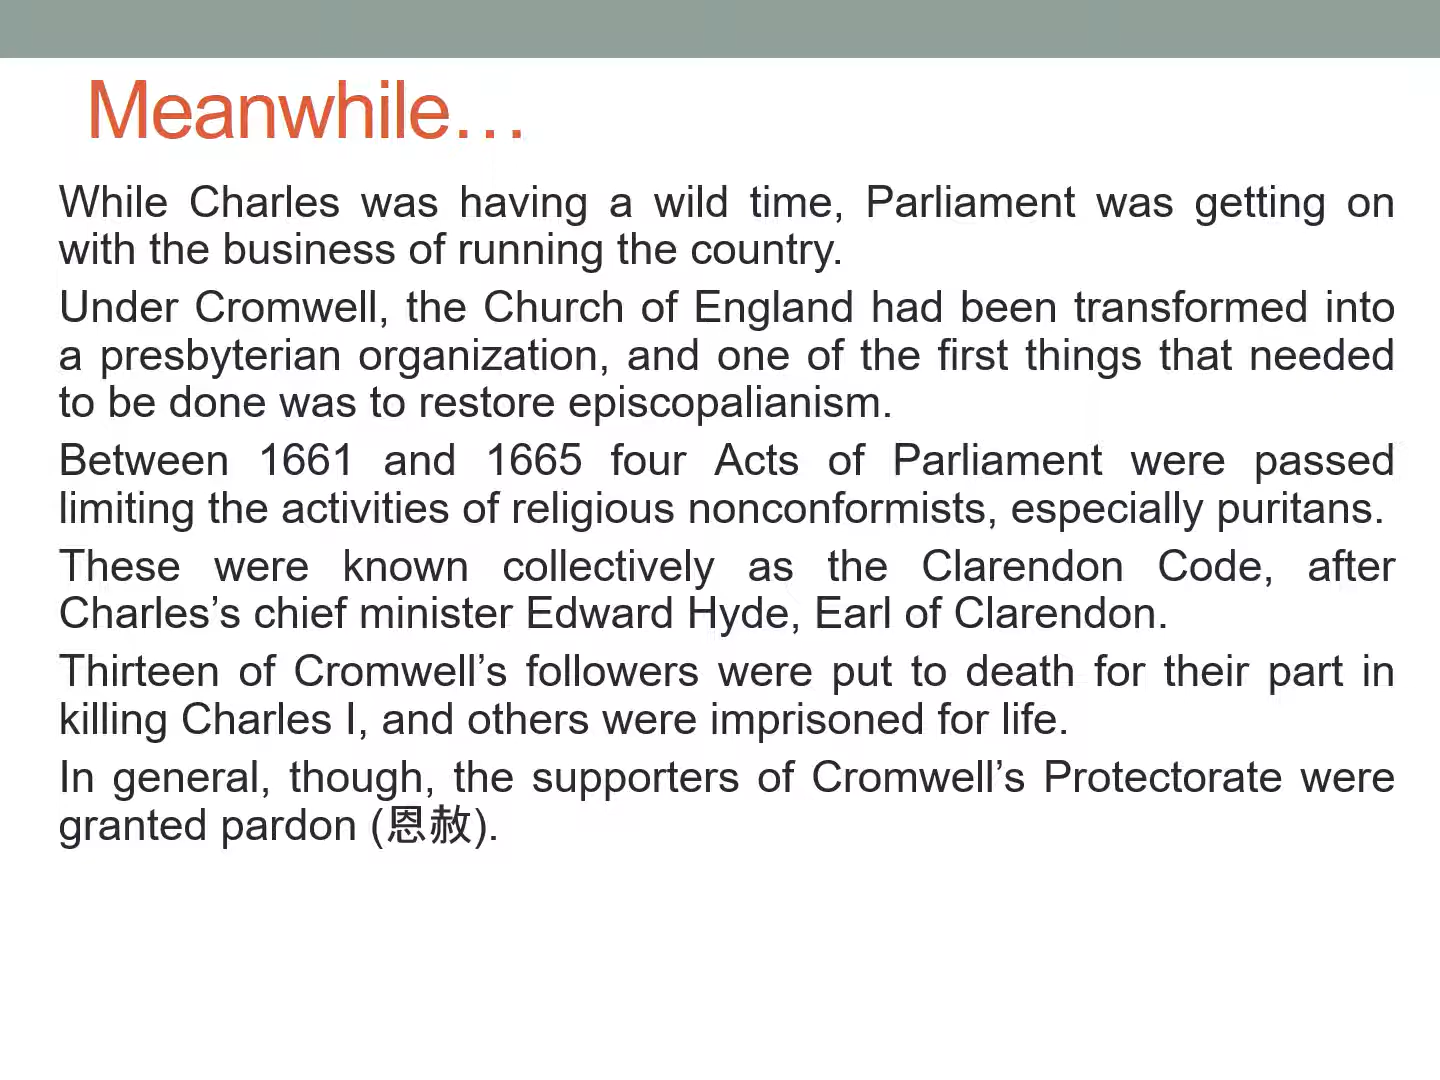 Meanwhile…
While Charles was having a wild time, Parliament was getting on
with the business of running the country.
Under Cromwell, the Church of England had been transformed into
a presbyterian organization, and one of the first things that needed
to be done was to restore episcopalianism.
Between 1661 and 1665 four Acts of Parliament were passed
limiting the activities of religious nonconformists, especially puritans.
These were known collectively as the Clarendon Code, after
Charles’s chief minister Edward Hyde, Earl of Clarendon.
Thirteen of Cromwell’s followers were put to death for their part in
killing Charles I, and others were imprisoned for life.
In general, though, the supporters of Cromwell’s Protectorate were
granted pardon (恩赦).